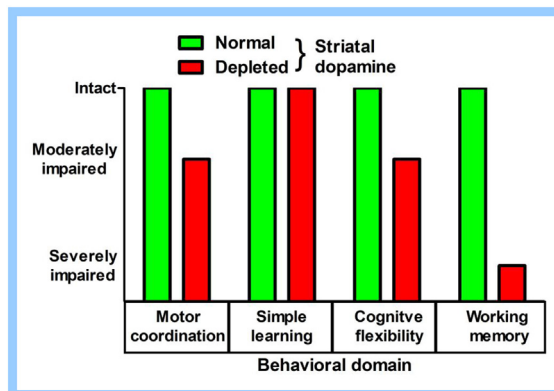 Normal
Depleted
} Striatal
dopamine
Intact
Moderately
impaired
Severely
impaired
Motor
coordination
Simple
learning
Cognitve
flexibility
Working
memory
Behavioral domain